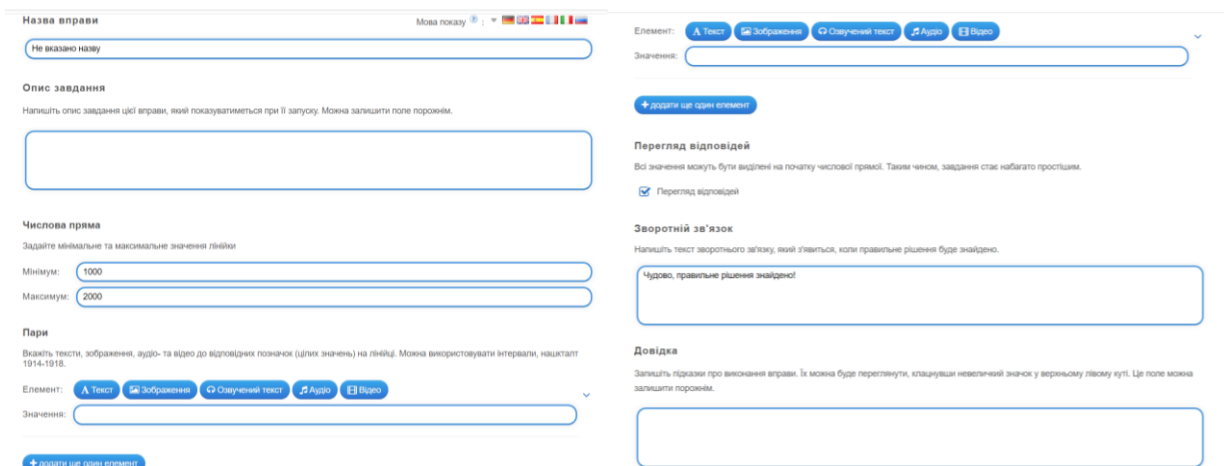 Назва вправи
Мова показу ? :
Не вказано назву
Опис завдання
Напишіть опис завдання цієї вправи, який показуватиметься при її запуску. Можна залишити поле порожнім.
Числова пряма
Задайте мінімальне та максимальне значення лінійки
Мінімум: 1000
Максимум: 2000
Пари
Вкажіть тексти, зображення, аудіо- та відео до відповідних позначок (цілих значень) на лінійці. Можна використовувати інтервали, нашкталт
1914-1918.
Елемент: Текст Зображення Озвучений текст Аудіо Відео
Значення:
+ додати ще один елемент
Елемент: Текст Зображення Озвучений текст Аудіо Відео
Значення:
+ додати ще один елемент
Перегляд відповідей
Всі значення можуть бути виділені на початку числової прямої. Таким чином, завдання стає набагато простішим.
Перегляд відповідей
Зворотній зв'язок
Напишіть текст зворотнього зв'язку, який з'явиться, коли правильне рішення буде знайдено.
Чудово, правильне рішення знайдено!
Довідка
Запишіть підказки про виконання вправи. Їх можна буде переглянути, клацнувши невеличкий значок у верхньому лівому куті. Це поле можна
залишити порожнім.